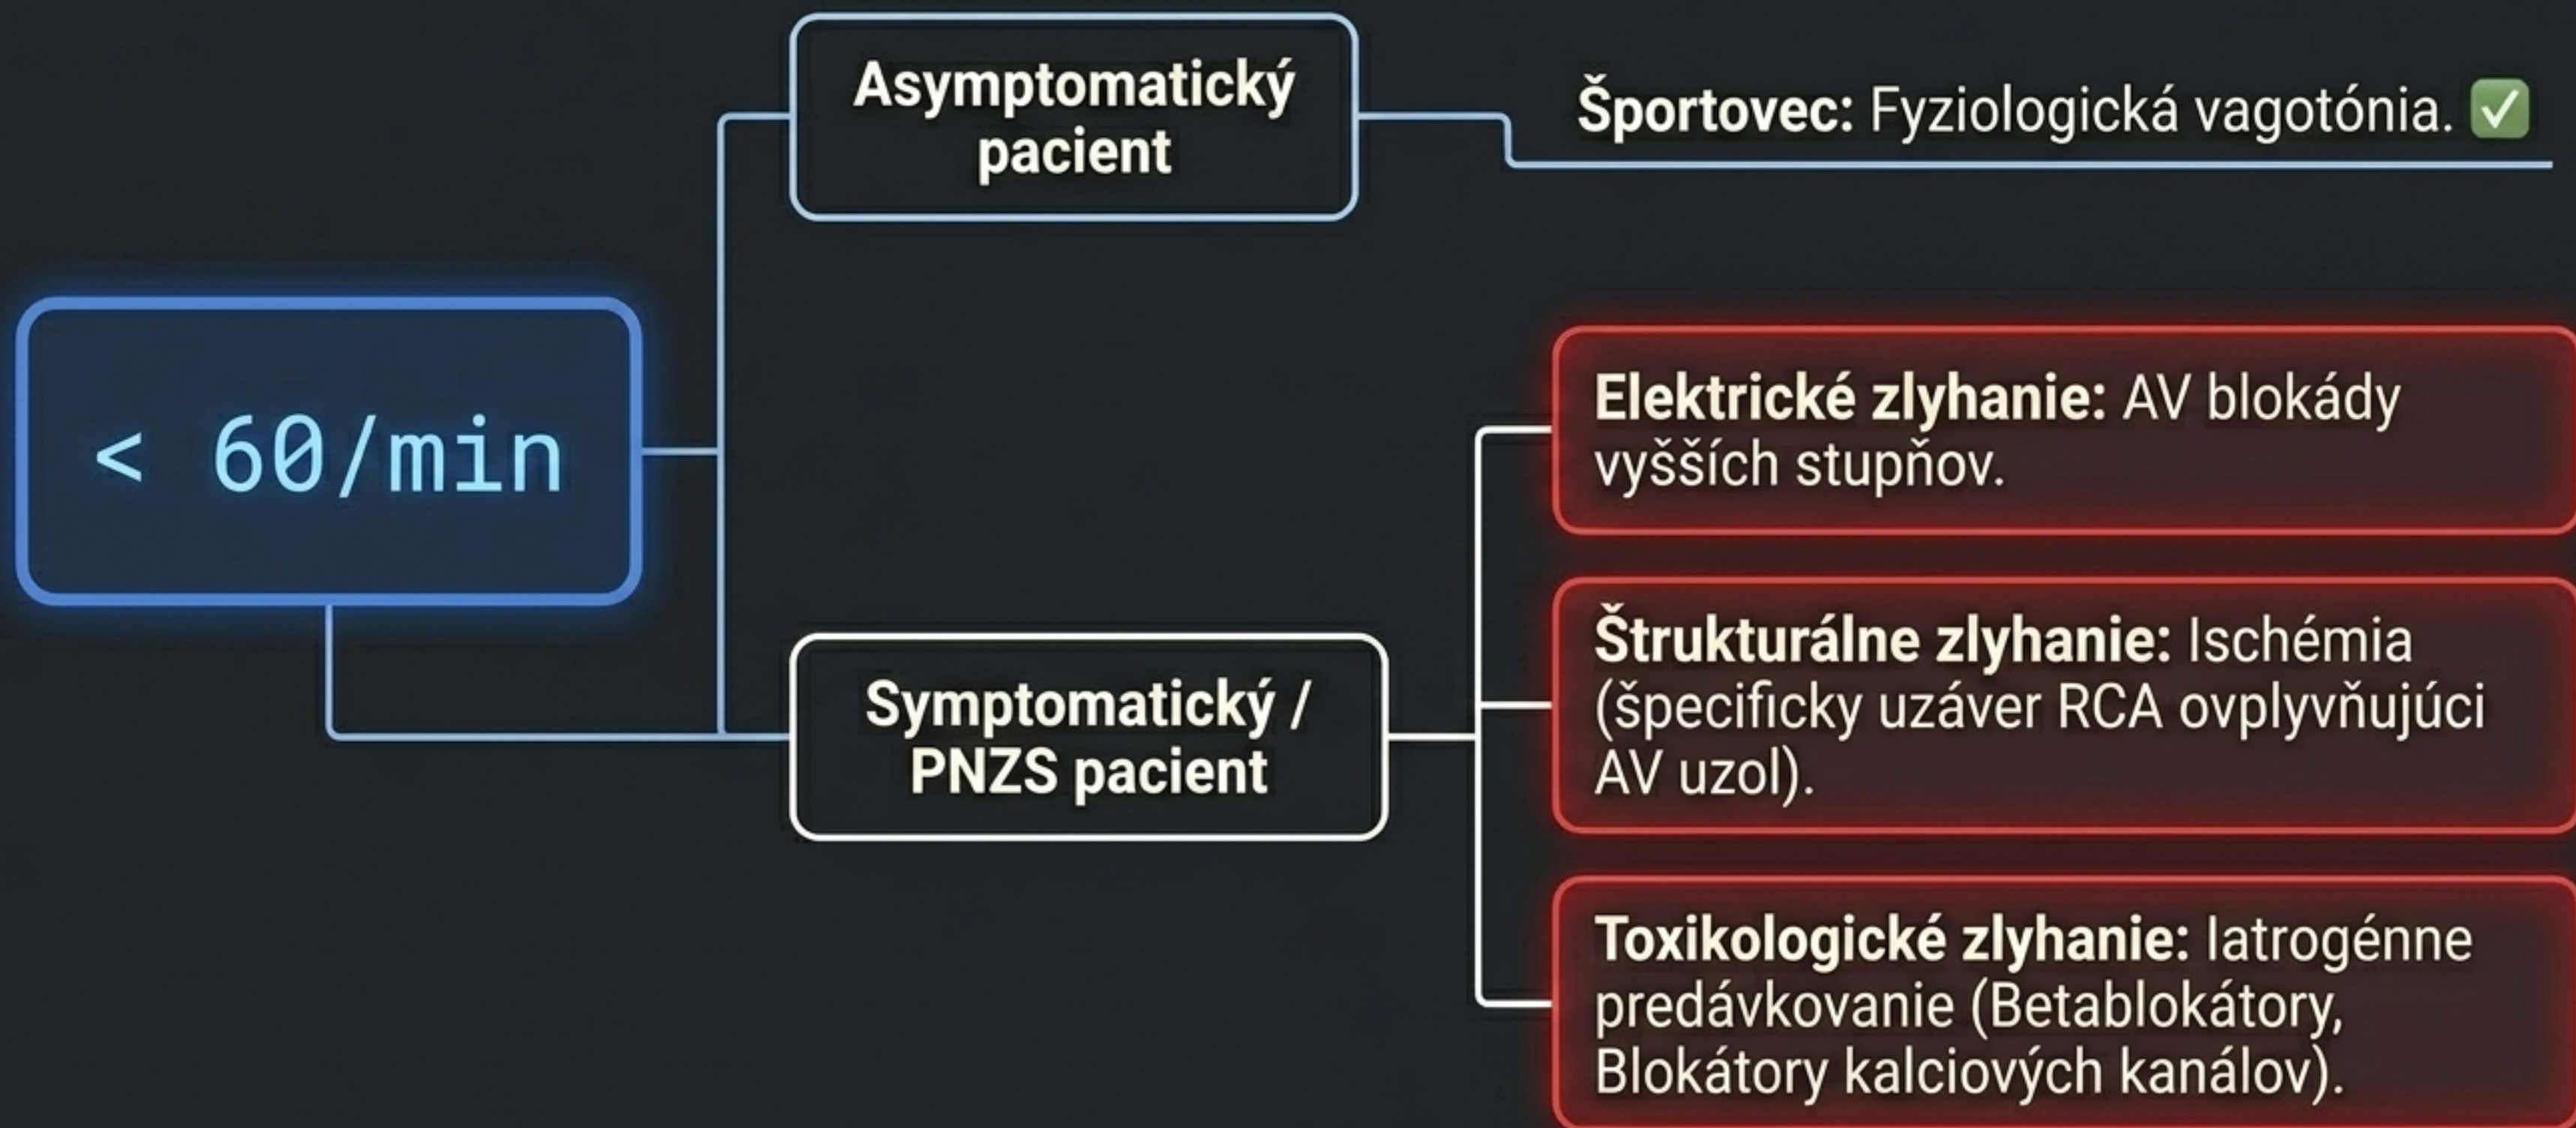 Asymptomatický
pacient
Športovec: Fyziologická vagotónia. ✅
< 60/min
Symptomatický /
PNZS pacient
Elektrické zlyhanie: AV blokády
vyšších stupňov.
Štrukturálne zlyhanie: Ischémia
(špecificky uzáver RCA ovplyvňujúci
AV uzol).
Toxikologické zlyhanie: Iatrogénne
predávkovanie (Betablokátory,
Blokátory kalciových kanálov).